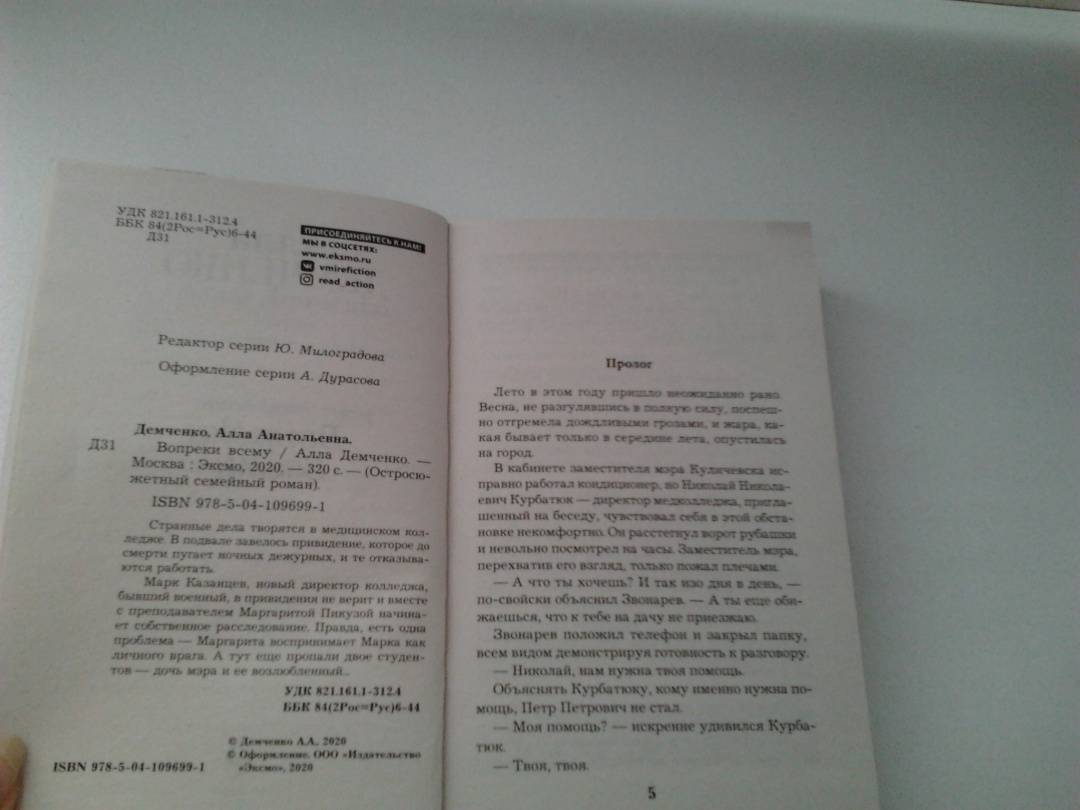 УДК 821.161.1-312.4
ББК 84(2Рос=Рус)6-44
Д31
ПРИСОЕДИНЯЙТЕСЬ К НАМ!
МЫ В СОЦСЕТЯХ:
www.eksmo.ru
vmirefiction
read_action
Редактор серии Ю. Милоградова
Оформление серии А. Дурасова
Демченко, Алла Анатольевна.
Д31
Вопреки всему / Алла Демченко. —
Москва : Эксмо, 2020. — 320 с. — (Остросю-
жетный семейный роман).
ISBN 978-5-04-109699-1
Странные дела творятся в медицинском кол-
ледже. В подвале завелось привидение, которое до
смерти пугает ночных дежурных, и те отказыва-
ются работать.
Марк Казанцев, новый директор колледжа,
бывший военный, в привидения не верит и вместе
с преподавателем Маргаритой Пикузой начина-
ет собственное расследование. Правда, есть одна
проблема — Маргарита воспринимает Марка как
личного врага. А тут еще пропали двое студен-
тов — дочь мэра и ее возлюбленный...
УДК 821.161.1-312.4
ББК 84(2Рос=Рус)6-44
© Демченко А.А., 2020
© Оформление. ООО «Издательство
«Эксмо», 2020
ISBN 978-5-04-109699-1
Пролог
Лето в этом году пришло неожиданно рано.
Весна, не разгулявшись в полную силу, поспеш-
но отгремела дождливыми грозами, и жара, ка-
кая бывает только в середине лета, опустилась
на город.
В кабинете заместителя мэра Куличевска ис-
правно работал кондиционер, но Николай Никола-
евич Курбатюк — директор медколледжа, пригла-
шенный на беседу, чувствовал себя в этой обста-
новке некомфортно. Он расстегнул ворот рубашки
и невольно посмотрел на часы. Заместитель мэра,
перехватив его взгляд, только пожал плечами.
— А что ты хочешь? И так изо дня в день, —
по-свойски объяснил Звонарев. — А ты еще оби-
жаешься, что к тебе на дачу не приезжаю.
Звонарев положил телефон и закрыл папку,
всем видом демонстрируя готовность к разговору.
— Николай, нам нужна твоя помощь.
Объяснять Курбатюку, кому именно нужна по-
мощь, Петр Петрович не стал.
— Моя помощь? — искренне удивился Курба-
тюк.
— Твоя, твоя.
5